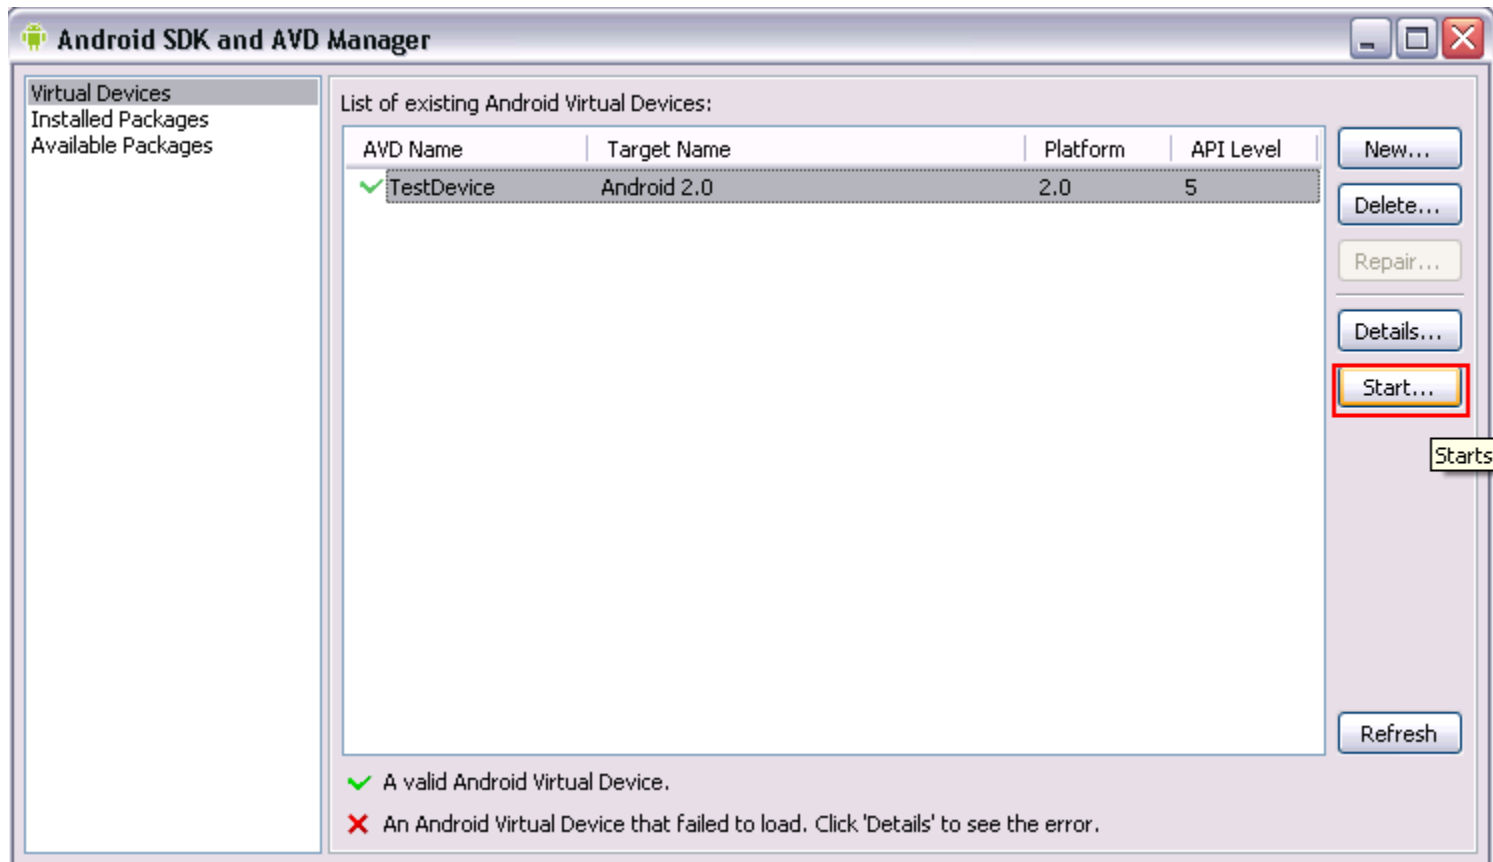 Android SDK and AVD Manager
Virtual Devices
Installed Packages
Available Packages
List of existing Android Virtual Devices:
AVD Name Target Name Platform API Level
TestDevice Android 2.0 2.0 5
New...
Delete...
Repair...
Details...
Start...
Starts
Refresh
A valid Android Virtual Device.
An Android Virtual Device that failed to load. Click 'Details' to see the error.